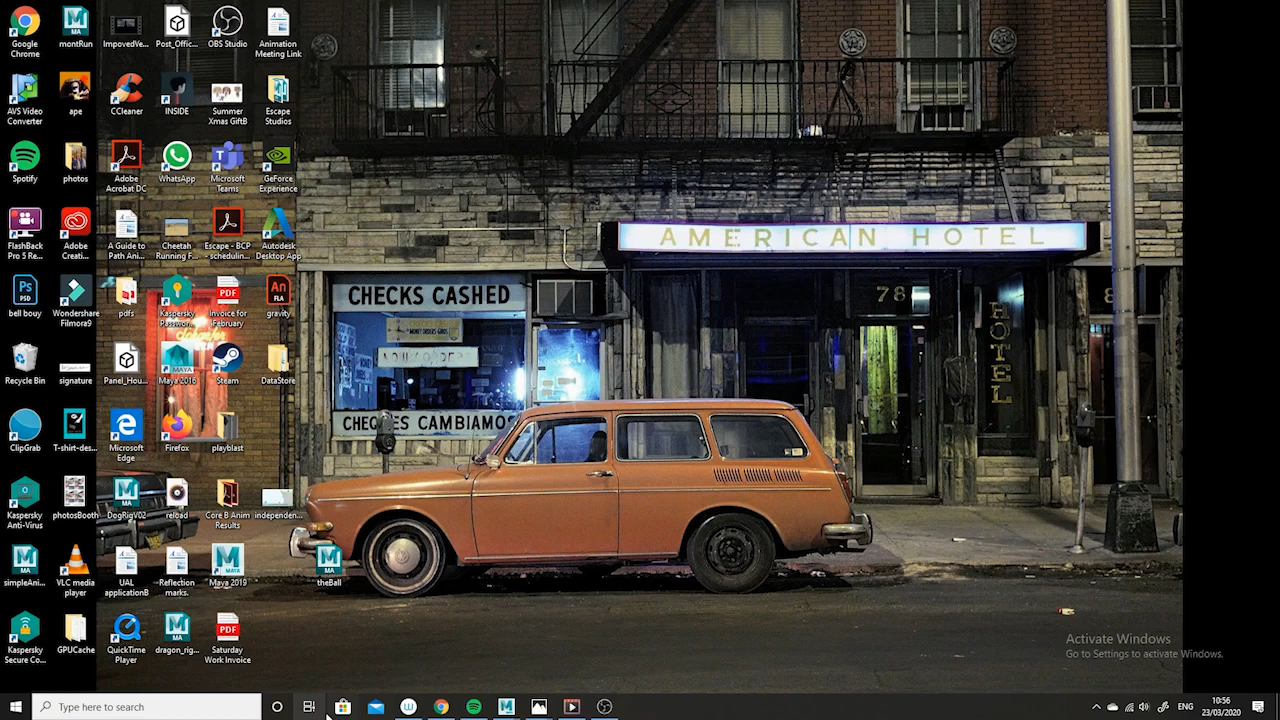 Google
Chrome
montRun
ImpovedVe...
Post_Offic...
OBS Studio
Animation
Meeting Link
AVS Video
Converter
ape
CCleaner
INSIDE
Summer
Xmas GiftB
Escape
Studios
Spotify
photos
Adobe
Acrobat DC
WhatsApp
Microsoft
Teams
GeForce
Experience
FlashBack
Pro 5 Re...
Adobe
Creati...
A Guide to
Path Ani...
Cheetah
Running F...
Escape - BCP
- schedulin...
Autodesk
Desktop App
bell bouy
Wondershare
Filmora9
pdfs
Kaspersky
Passwor...
Invoice for
February
gravity
Recycle Bin
signature
Panel_Hou...
Maya 2016
Steam
DataStore
ClipGrab
T-shirt-des...
Microsoft
Edge
Firefox
playblast
Kaspersky
Anti-Virus
photosBooth
DogRigV02
reload
Core B Anim
Results
independen...
simpleAni...
VLC media
player
UAL
applicationB
Reflection
marks.
Maya 2019
theBall
Kaspersky
Secure Co...
GPUCache
QuickTime
Player
dragon_rig...
Saturday
Work Invoice
AMERICAN HOTEL
CHECKS CASHED
CHEQUES CAMBIAMOS
78
HOTEL
8
Activate Windows
Go to Settings to activate Windows.
Type here to search
ENG
10:56
23/03/2020